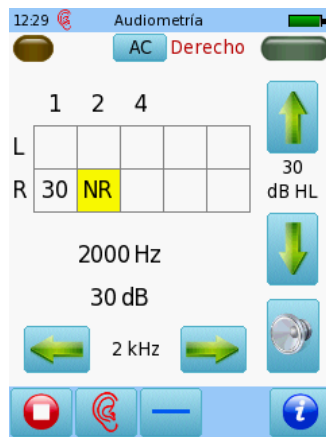 12:29 Audiometría
AC Derecho
1 2 4
L
R 30 NR
30
dB HL
2000 Hz
30 dB
2 kHz
i